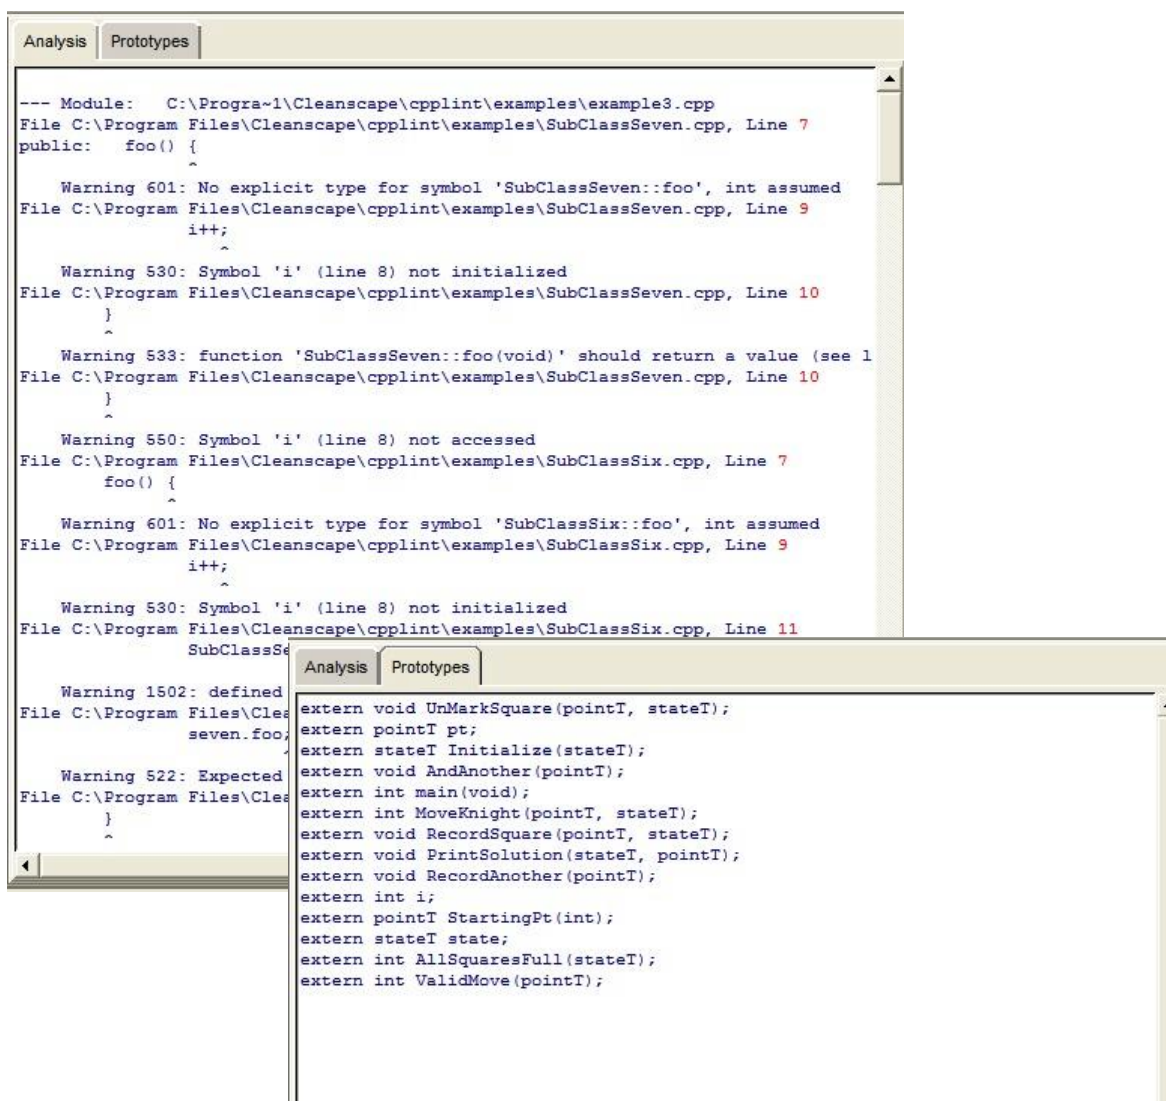 Analysis Prototypes
--- Module:   C:\Progra~1\Cleanscape\cpplint\examples\example3.cpp
File C:\Program Files\Cleanscape\cpplint\examples\SubClassSeven.cpp, Line 7
public:   foo() {
^
Warning 601: No explicit type for symbol 'SubClassSeven::foo', int assumed
File C:\Program Files\Cleanscape\cpplint\examples\SubClassSeven.cpp, Line 9
i++;
^
Warning 530: Symbol 'i' (line 8) not initialized
File C:\Program Files\Cleanscape\cpplint\examples\SubClassSeven.cpp, Line 10
}
^
Warning 533: function 'SubClassSeven::foo(void)' should return a value (see l
File C:\Program Files\Cleanscape\cpplint\examples\SubClassSeven.cpp, Line 10
}
^
Warning 550: Symbol 'i' (line 8) not accessed
File C:\Program Files\Cleanscape\cpplint\examples\SubClassSix.cpp, Line 7
foo() {
^
Warning 601: No explicit type for symbol 'SubClassSix::foo', int assumed
File C:\Program Files\Cleanscape\cpplint\examples\SubClassSix.cpp, Line 9
i++;
^
Warning 530: Symbol 'i' (line 8) not initialized
File C:\Program Files\Cleanscape\cpplint\examples\SubClassSix.cpp, Line 11
SubClassSe
Warning 1502: defined
File C:\Program Files\Clea
seven.foo;
^
Warning 522: Expected
File C:\Program Files\Clea
}
^
Analysis Prototypes
extern void UnMarkSquare(pointT, stateT);
extern pointT pt;
extern stateT Initialize(stateT);
extern void AndAnother(pointT);
extern int main(void);
extern int MoveKnight(pointT, stateT);
extern void RecordSquare(pointT, stateT);
extern void PrintSolution(stateT, pointT);
extern void RecordAnother(pointT);
extern int i;
extern pointT StartingPt(int);
extern stateT state;
extern int AllSquaresFull(stateT);
extern int ValidMove(pointT);